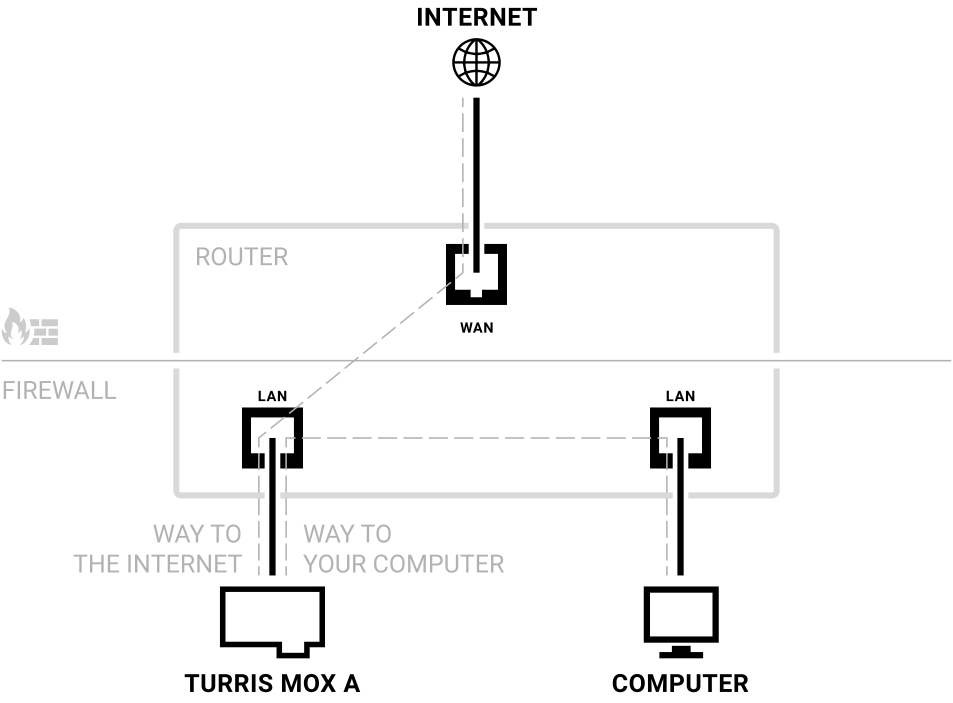 INTERNET
ROUTER
WAN
FIREWALL
LAN
LAN
WAY TO
THE INTERNET
WAY TO
YOUR COMPUTER
TURRIS MOX A
COMPUTER